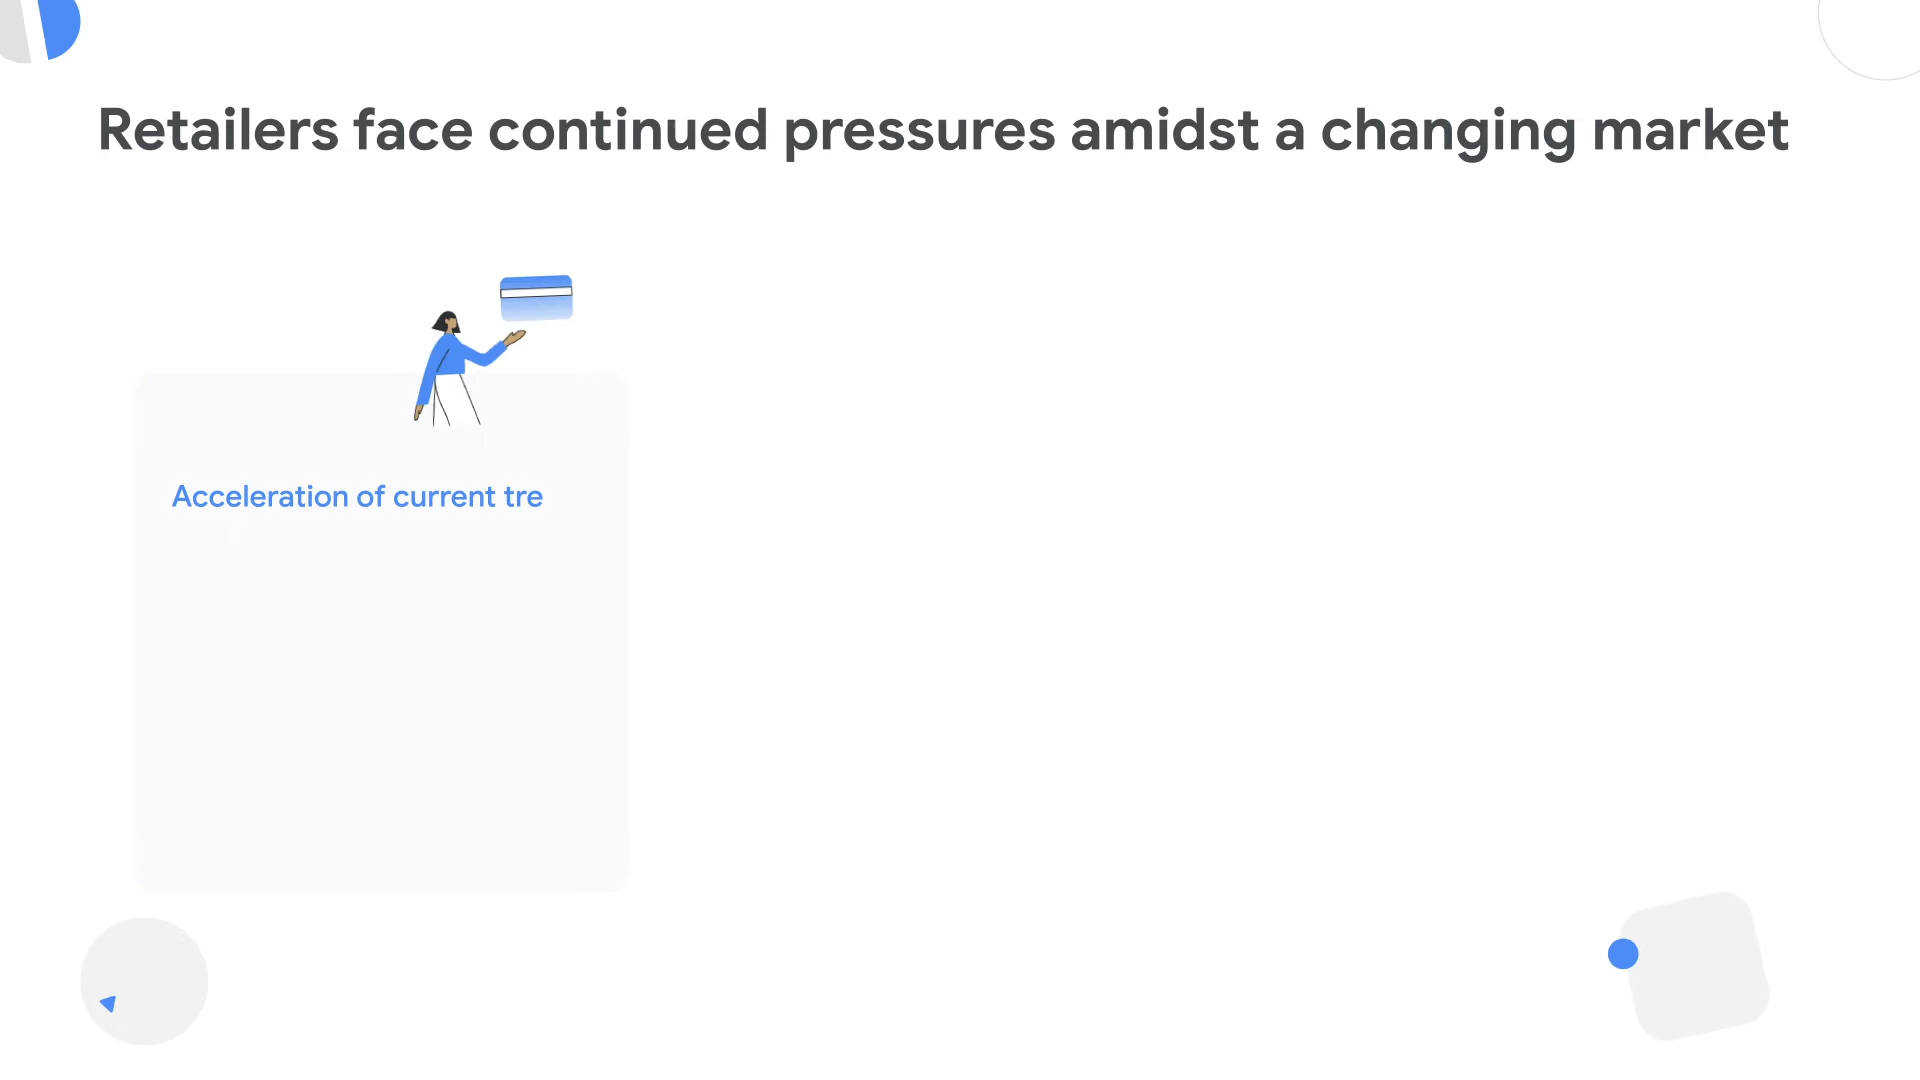 Retailers face continued pressures amidst a changing market
Acceleration of current tre